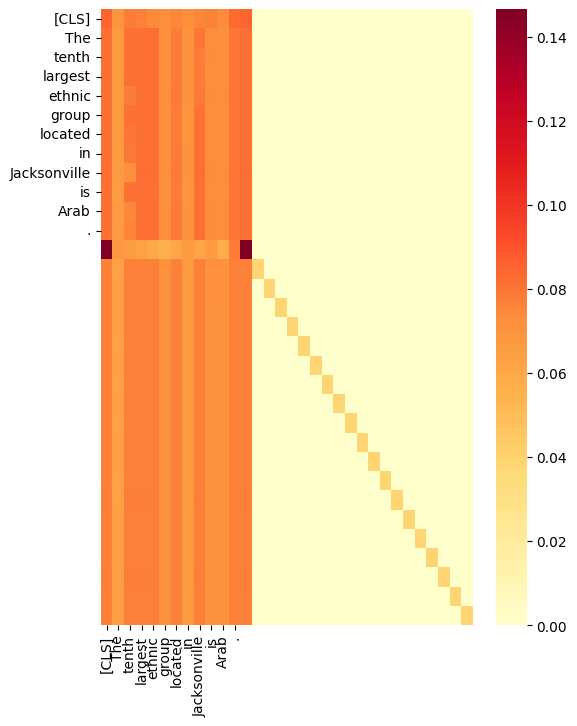 [CLS]
The
tenth
largest
ethnic
group
located
in
Jacksonville
is
Arab
.
0.14
0.12
0.10
0.08
0.06
0.04
0.02
0.00
[CLS]
The
tenth
largest
ethnic
group
located
in
Jacksonville
is
Arab
.